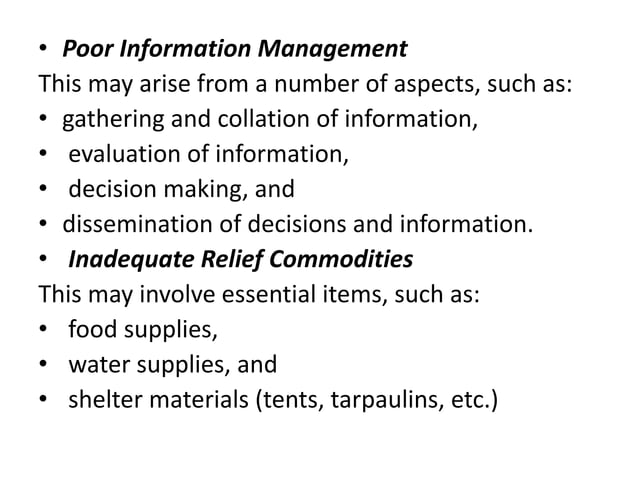 • Poor Information Management
This may arise from a number of aspects, such as:
• gathering and collation of information,
• evaluation of information,
• decision making, and
• dissemination of decisions and information.
• Inadequate Relief Commodities
This may involve essential items, such as:
• food supplies,
• water supplies, and
• shelter materials (tents, tarpaulins, etc.)